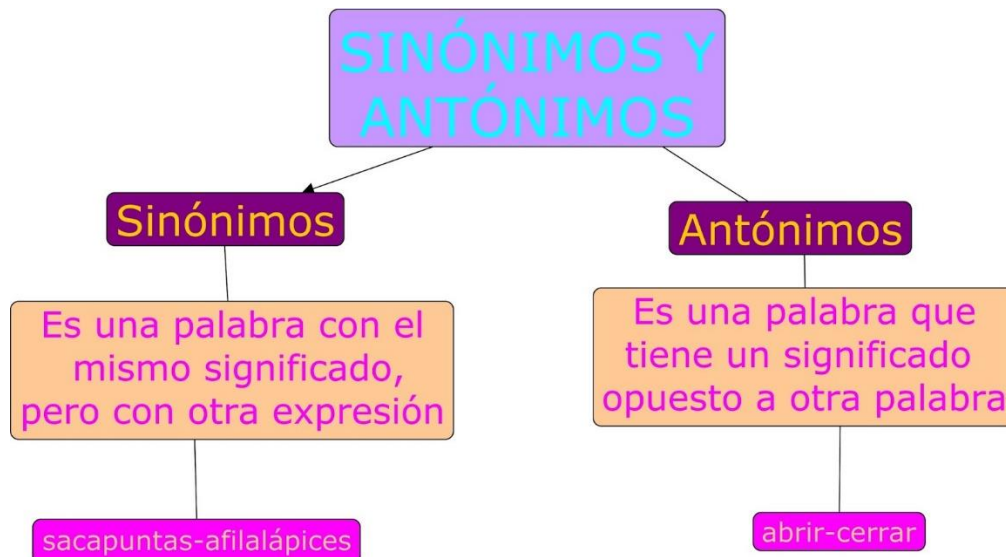 SINÓNIMOS Y
ANTÓNIMOS
Sinónimos
Es una palabra con el
mismo significado,
pero con otra expresión
sacapuntas-afilalápices
Antónimos
Es una palabra que
tiene un significado
opuesto a otra palabra
abrir-cerrar